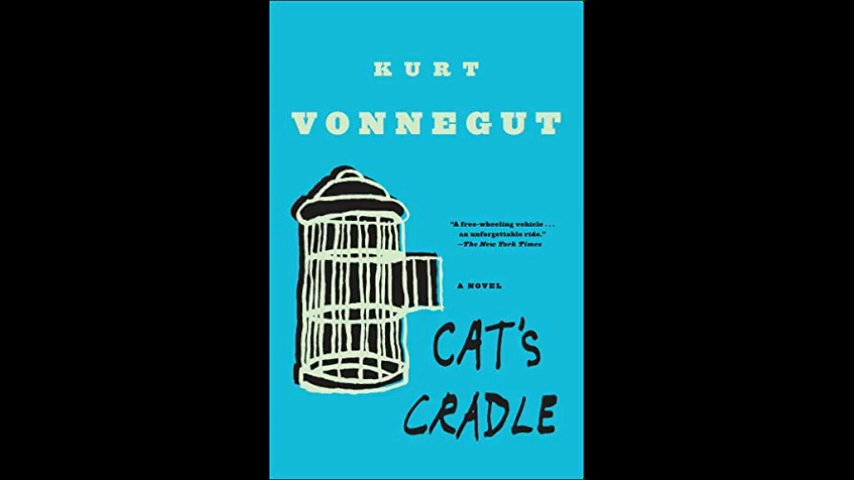 KURT
VONNEGUT
"A free-wheeling vehicle . . .
an unforgettable ride."
—The New York Times
A NOVEL
CAT'S
CRADLE